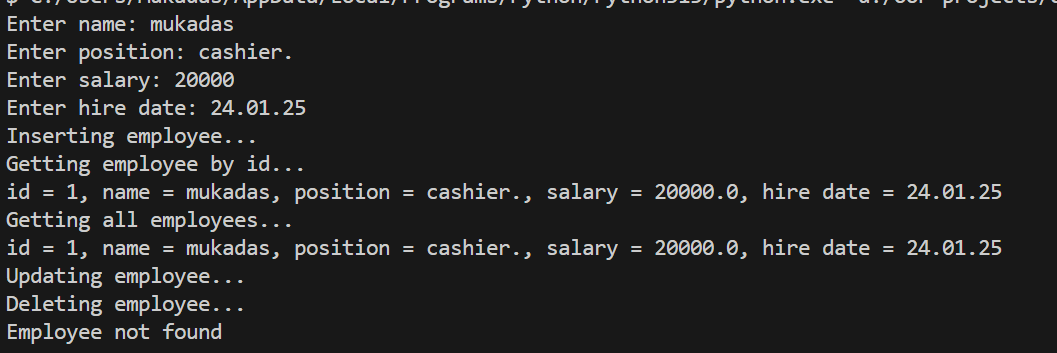 Enter name: mukadas
Enter position: cashier.
Enter salary: 20000
Enter hire date: 24.01.25
Inserting employee...
Getting employee by id...
id = 1, name = mukadas, position = cashier., salary = 20000.0, hire date = 24.01.25
Getting all employees...
id = 1, name = mukadas, position = cashier., salary = 20000.0, hire date = 24.01.25
Updating employee...
Deleting employee...
Employee not found